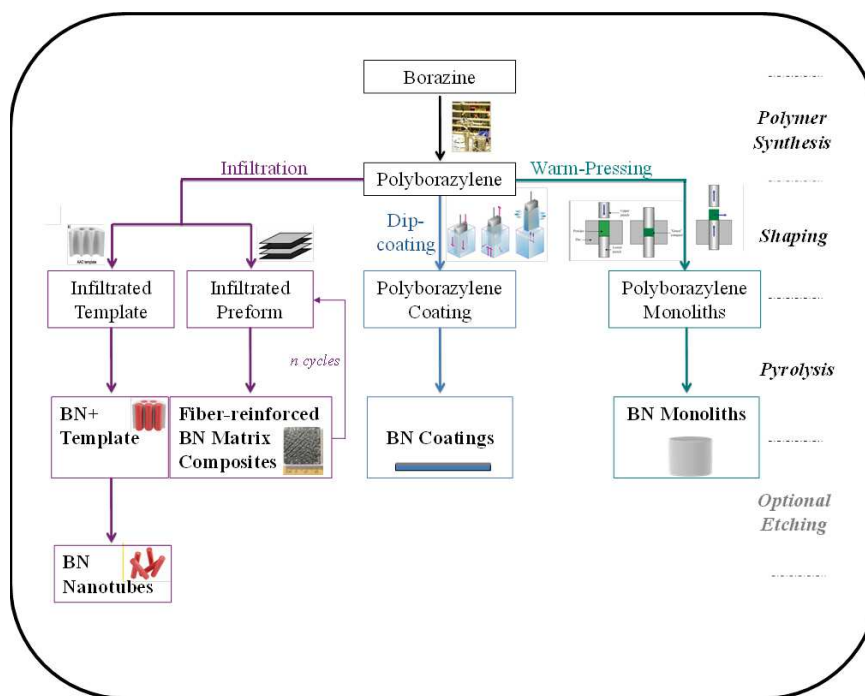 Borazine
Polymer
Synthesis
Infiltration
Polyborazylene
Warm-Pressing
Dip-
coating
Shaping
Infiltrated
Template
Infiltrated
Preform
Polyborazylene
Coating
Polyborazylene
Monoliths
n cycles
Pyrolysis
BN+
Template
Fiber-reinforced
BN Matrix
Composites
BN Coatings
BN Monoliths
Optional
Etching
BN
Nanotubes